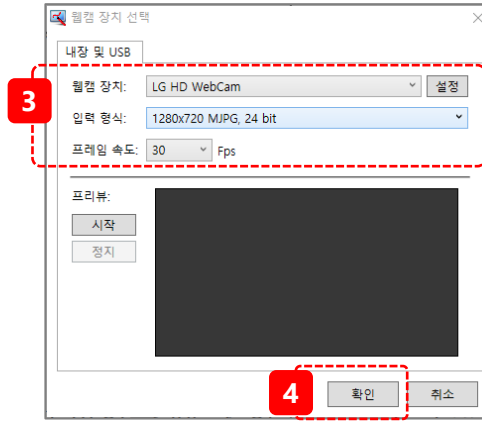 웹캠 장치 선택
내장 및 USB
3
웹캠 장치: LG HD WebCam 설정
입력 형식: 1280x720 MJPG, 24 bit
프레임 속도: 30 Fps
프리뷰:
시작
정지
4 확인 취소